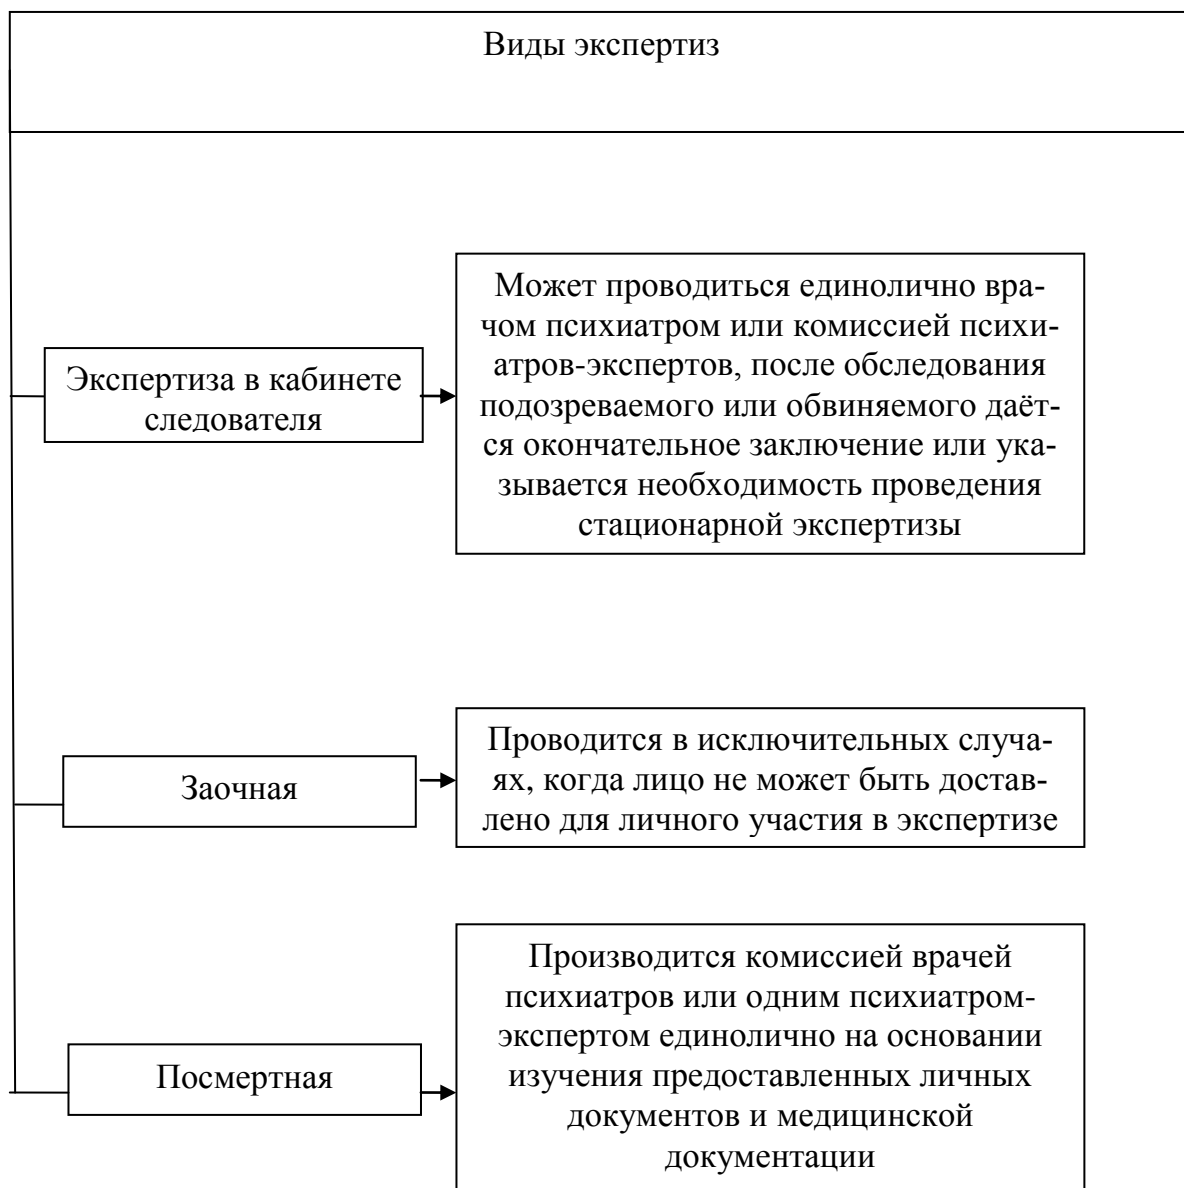 Виды экспертиз
Экспертиза в кабинете
следователя
Может проводиться единолично вра-
чом психиатром или комиссией психи-
атров-экспертов, после обследования
подозреваемого или обвиняемого даёт-
ся окончательное заключение или ука-
зывается необходимость проведения
стационарной экспертизы
Заочная
Проводится в исключительных случа-
ях, когда лицо не может быть достав-
лено для личного участия в экспертизе
Посмертная
Производится комиссией врачей
психиатров или одним психиатром-
экспертом единолично на основании
изучения предоставленных личных
документов и медицинской
документации